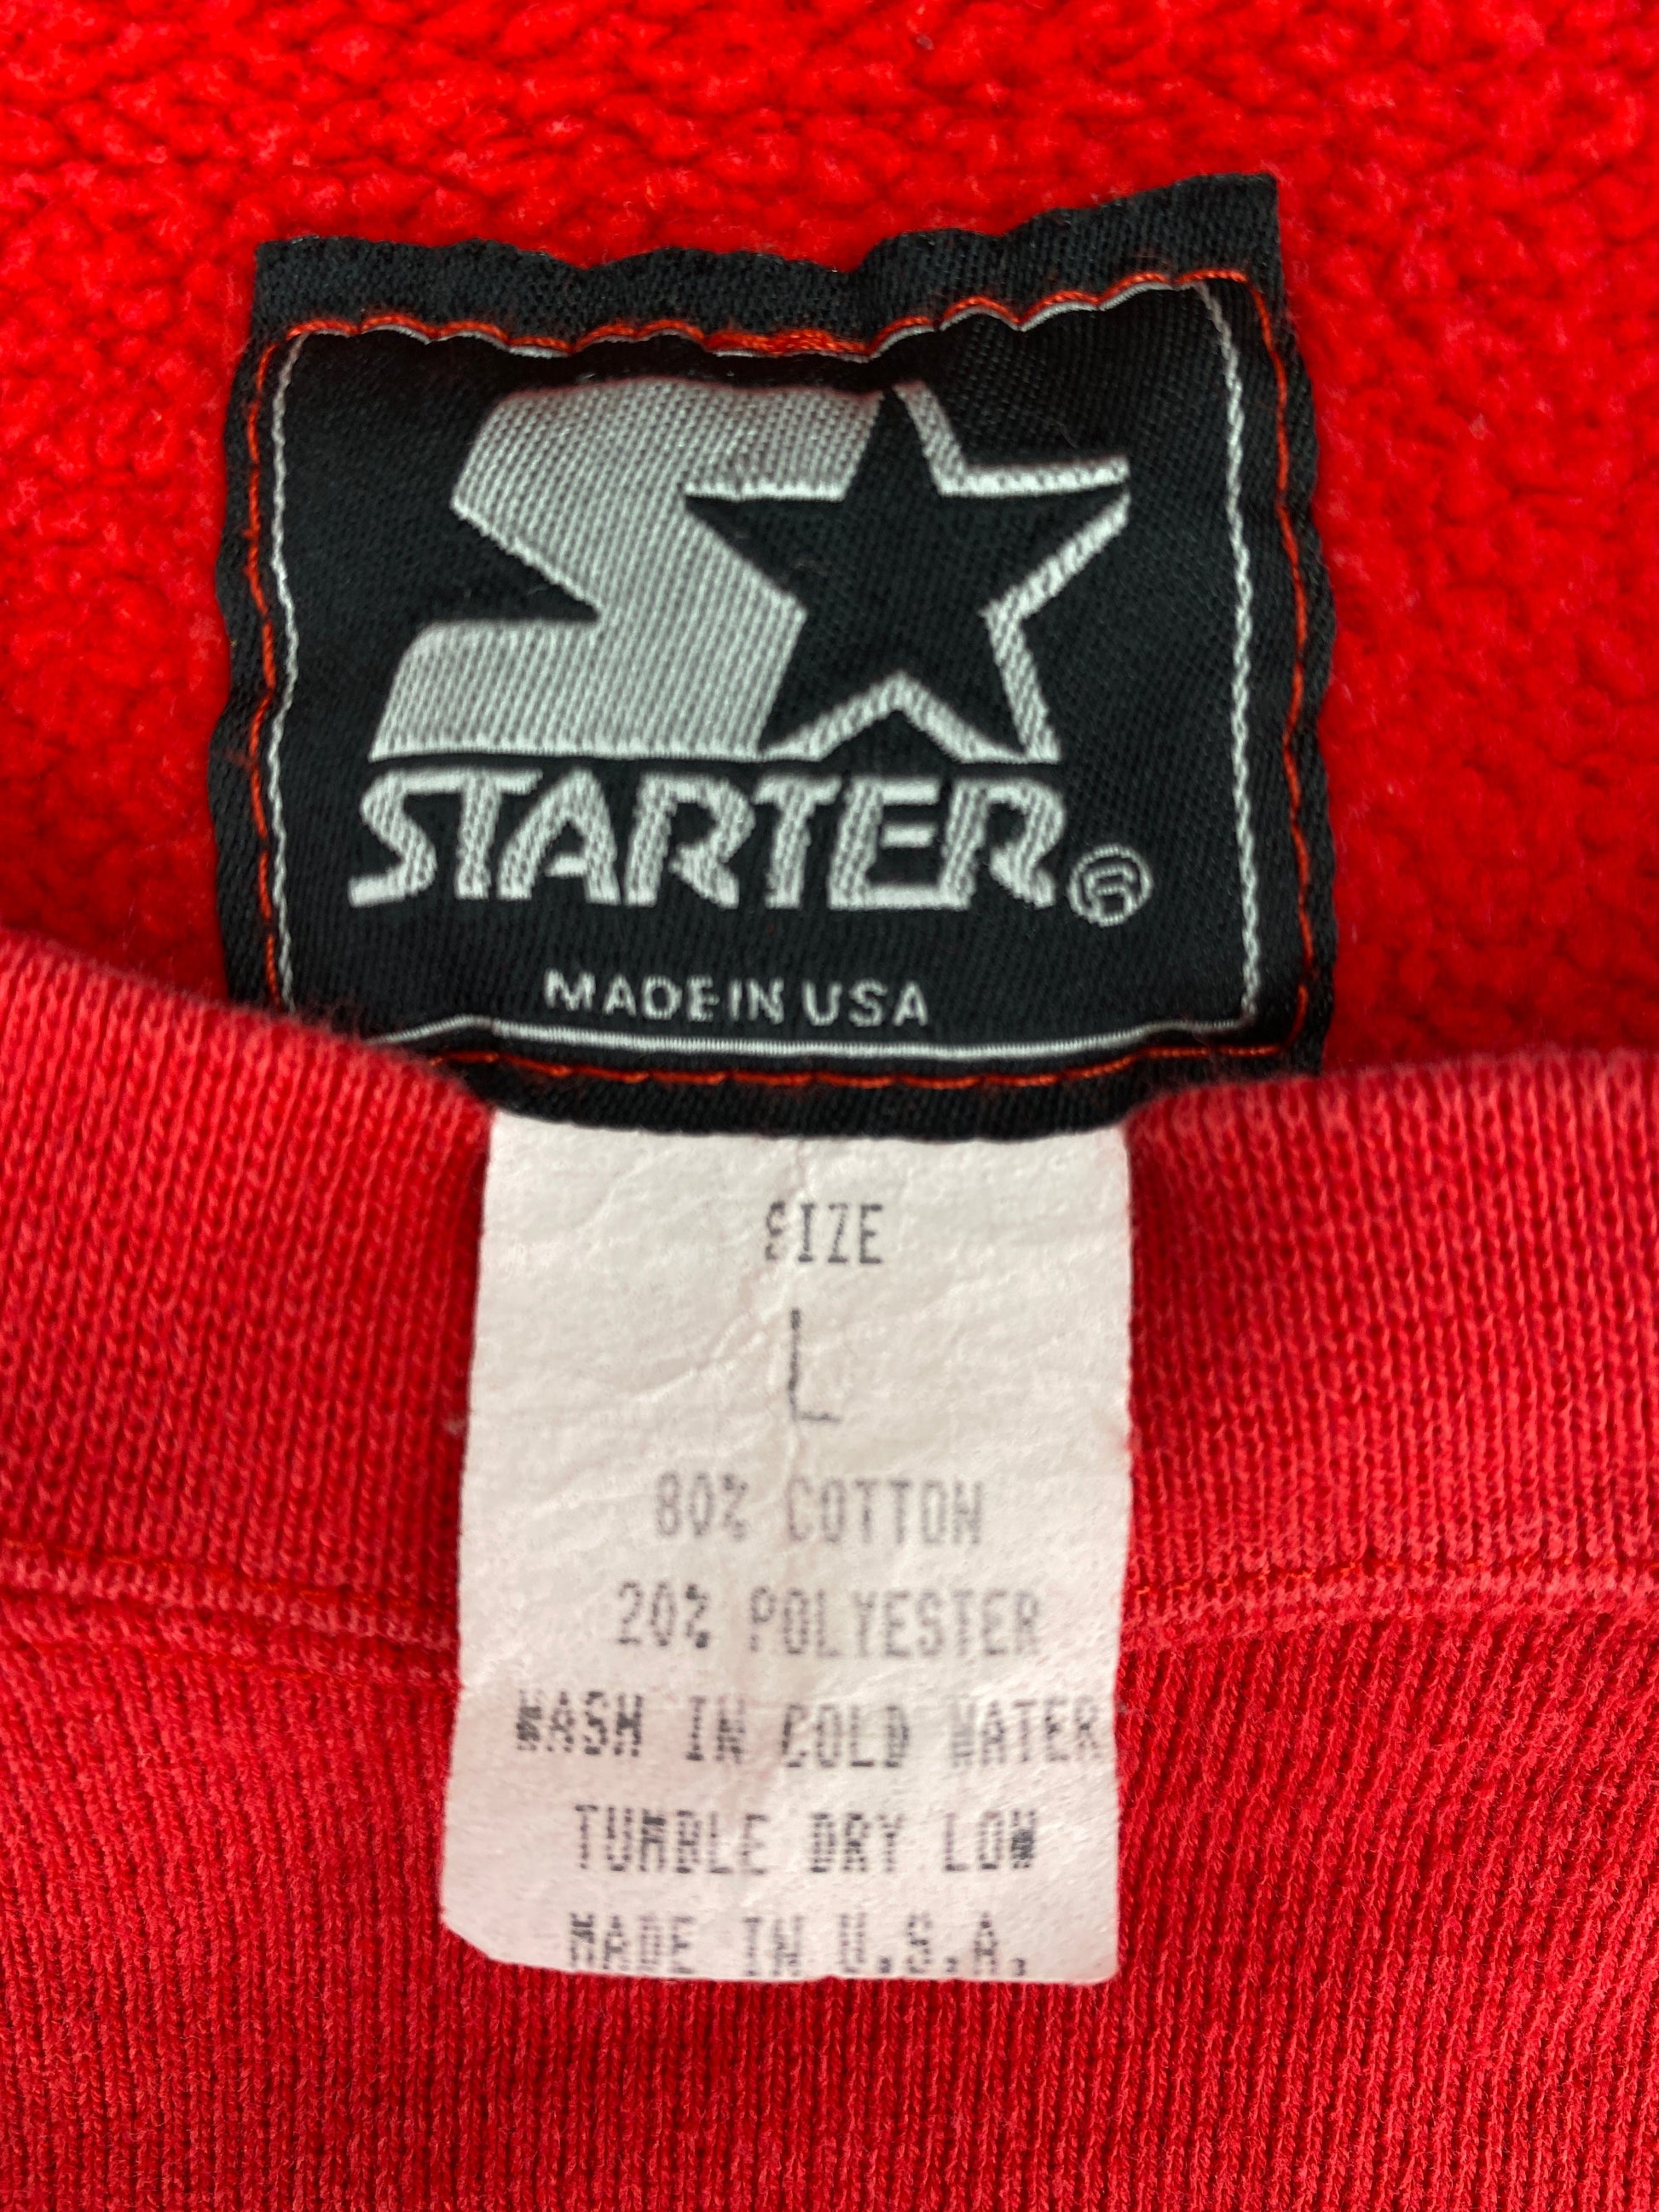 STARTER®
MADE IN USA
SIZE
L
80% COTTON
20% POLYESTER
WASH IN COLD WATER
TUMBLE DRY LOW
MADE IN U.S.A.